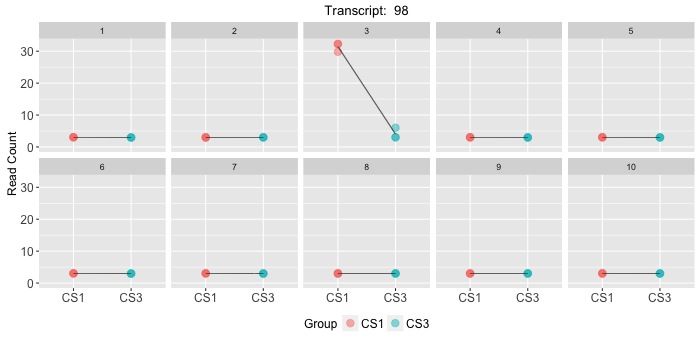 Transcript: 98
1 2 3 4 5
30
20
10
0
6 7 8 9 10
30
20
10
0
Read Count
CS1 CS3 CS1 CS3 CS1 CS3 CS1 CS3 CS1 CS3
Group CS1 CS3